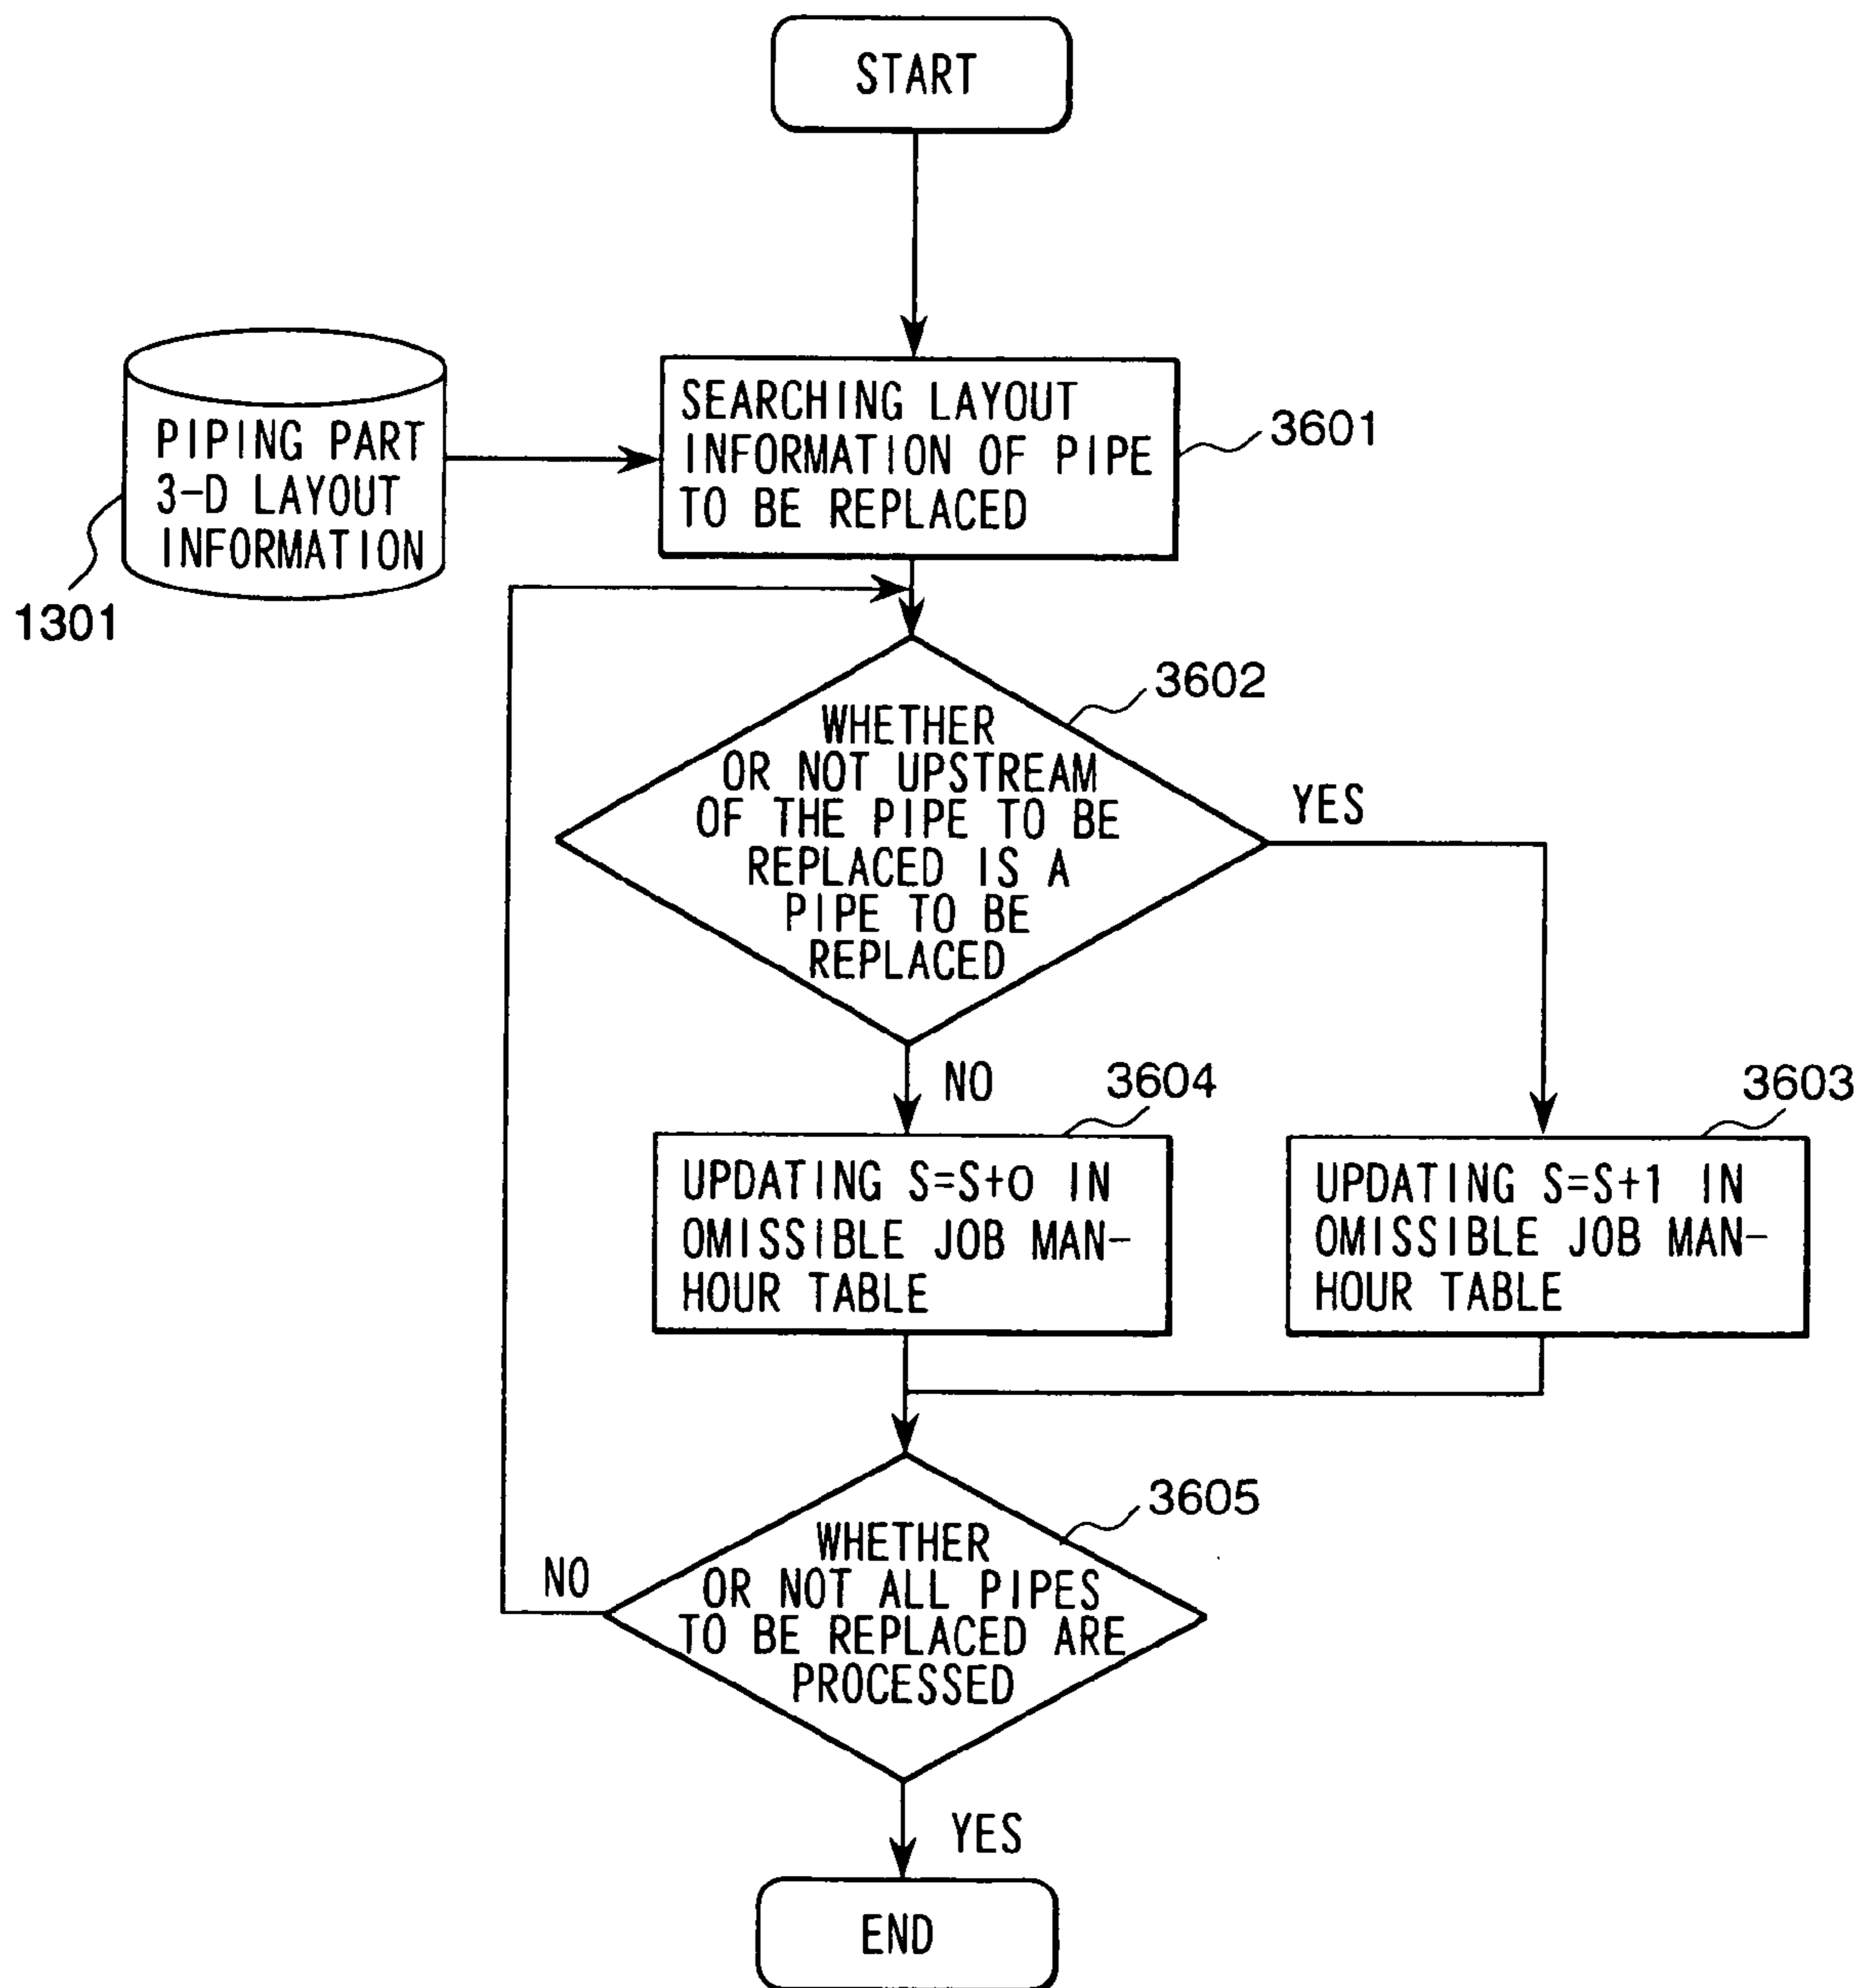 START
PIPING PART
3-D LAYOUT
INFORMATION
1301
SEARCHING LAYOUT
INFORMATION OF PIPE
TO BE REPLACED
3601
WHETHER
OR NOT UPSTREAM
OF THE PIPE TO BE
REPLACED IS A
PIPE TO BE
REPLACED
3602
YES
NO
3604
UPDATING S=S+0 IN
OMISSIBLE JOB MAN-
HOUR TABLE
3603
UPDATING S=S+1 IN
OMISSIBLE JOB MAN-
HOUR TABLE
WHETHER
OR NOT ALL PIPES
TO BE REPLACED ARE
PROCESSED
3605
NO
YES
END